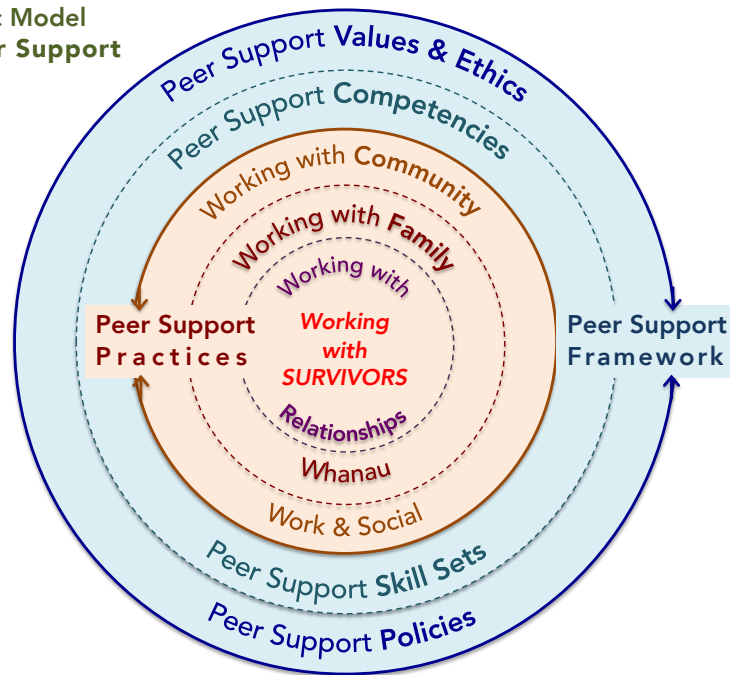 Model
Support
Peer Support Values & Ethics
Peer Support Competencies
Working with Community
Working with Family
Working with
Working
with
SURVIVORS
Peer Support
Practices
Peer Support
Framework
Relationships
Whanau
Work & Social
Peer Support Skill Sets
Peer Support Policies